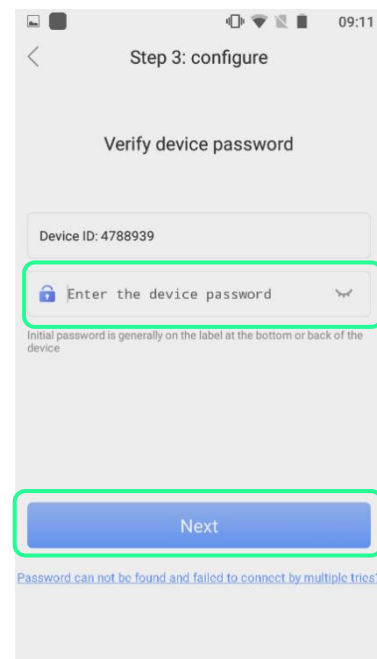 09:11
Step 3: configure
Verify device password
Device ID: 4788939
Enter the device password
Initial password is generally on the label at the bottom or back of the
device
Next
Password can not be found and failed to connect by multiple tries?